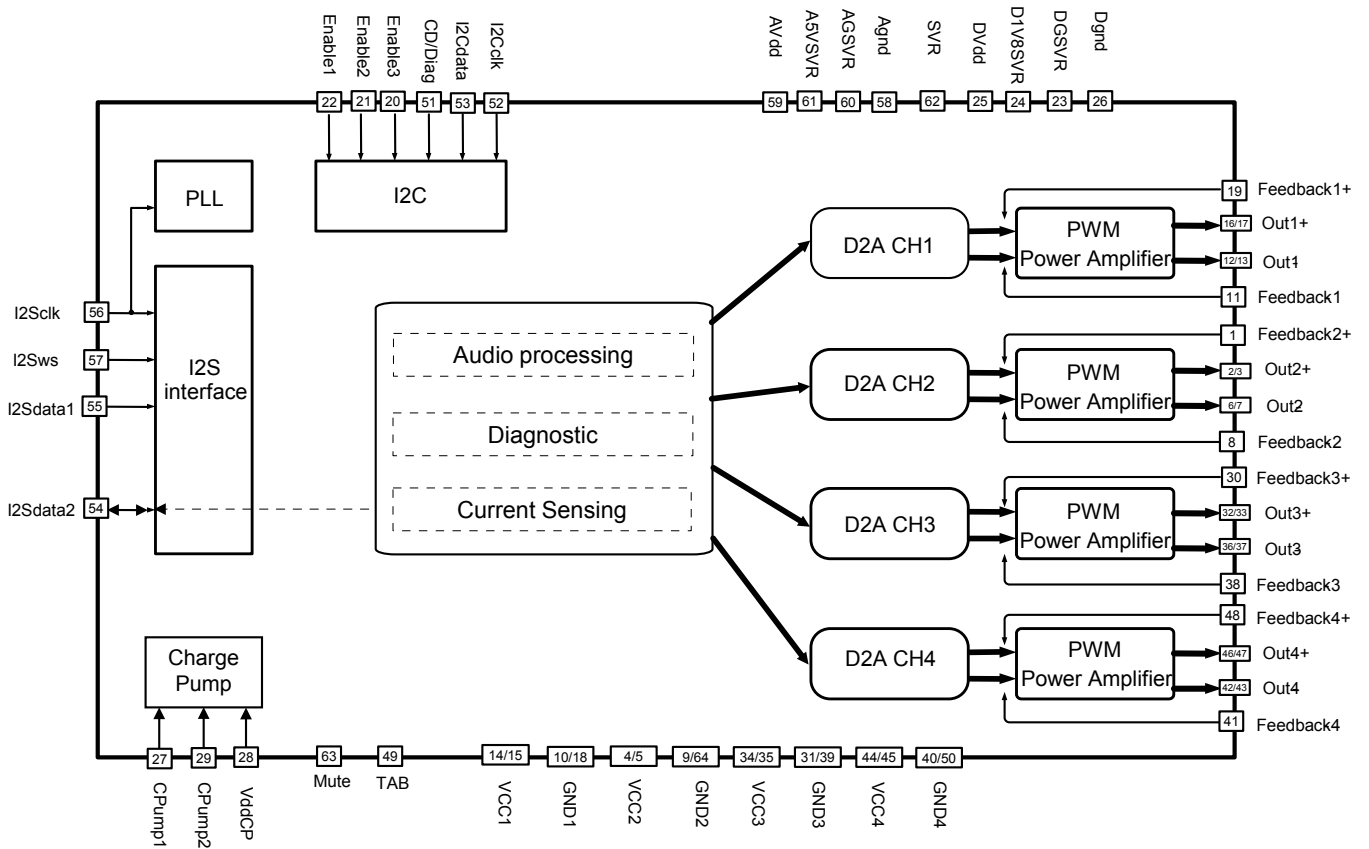 Enable1
Enable2
Enable3
CD/Diag
I2Cdata
I2Cclk
AVdd
A5VSVR
AGSVR
Agnd
SVR
DVdd
D1V8SVR
DGSVR
Dgnd
22
21
20
51
53
52
59
61
60
58
62
25
24
23
26
PLL
I2C
I2S
interface
I2Sclk
56
I2Sws
57
I2Sdata1
55
I2Sdata2
54
Audio processing
Diagnostic
Current Sensing
D2A CH1
PWM
Power Amplifier
19
Feedback1+
16/17
Out1+
12/13
Out1-
11
Feedback1
D2A CH2
PWM
Power Amplifier
1
Feedback2+
2/3
Out2+
6/7
Out2
8
Feedback2
D2A CH3
PWM
Power Amplifier
30
Feedback3+
32/33
Out3+
36/37
Out3
38
Feedback3
D2A CH4
PWM
Power Amplifier
48
Feedback4+
46/47
Out4+
42/43
Out4
41
Feedback4
Charge
Pump
27
29
28
63
49
14/15
10/18
4/5
9/64
34/35
31/39
44/45
40/50
CPump1
CPump2
VddCP
Mute
TAB
VCC1
GND1
VCC2
GND2
VCC3
GND3
VCC4
GND4